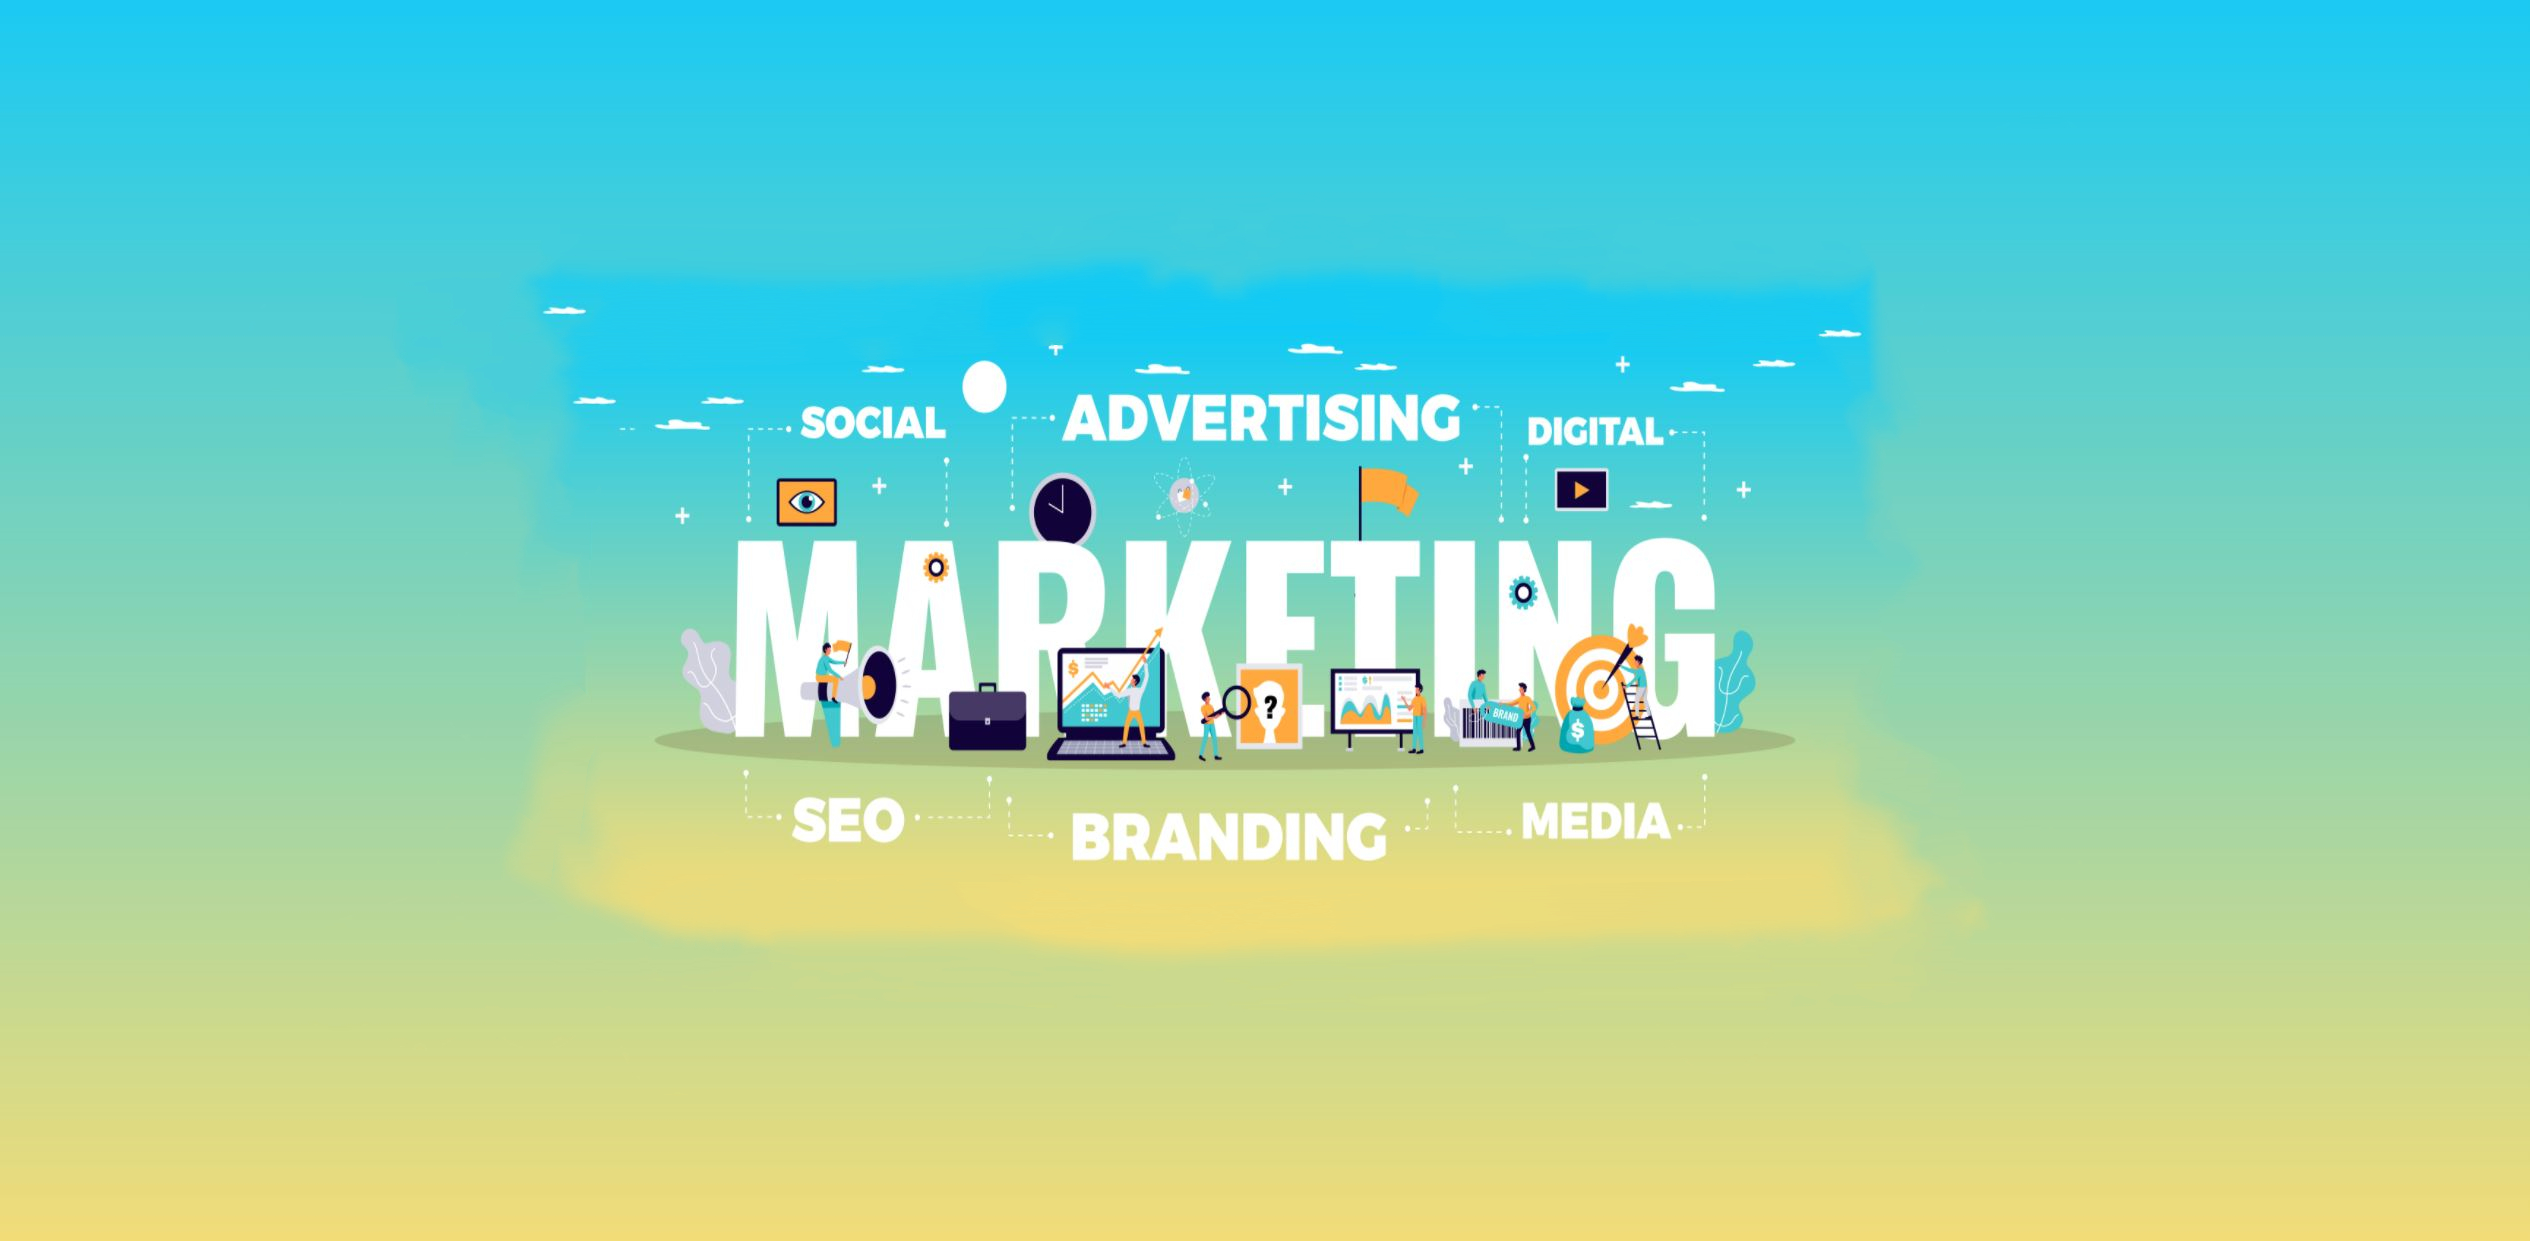 SOCIAL
ADVERTISING
DIGITAL
MARKETING
$
?
$
BRAND
$
SEO
BRANDING
MEDIA